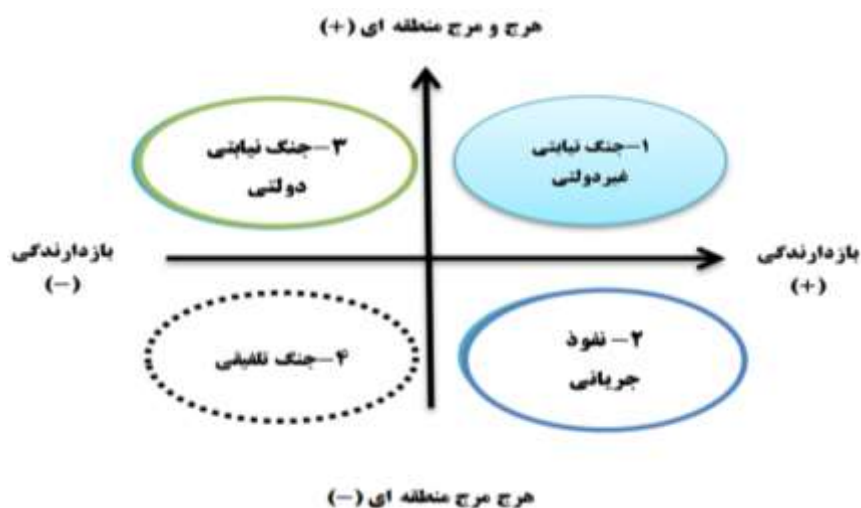 هرج و مرج منطقه ای (+)
۱–جنگ نیابتی
غیردولتی
۳–جنگ نیابتی
دولتی
بازدارندگی
(+)
بازدارندگی
(–)
۲– نفوذ
جریانی
۴–جنگ تلفیقی
هرج مرج منطقه ای (–)